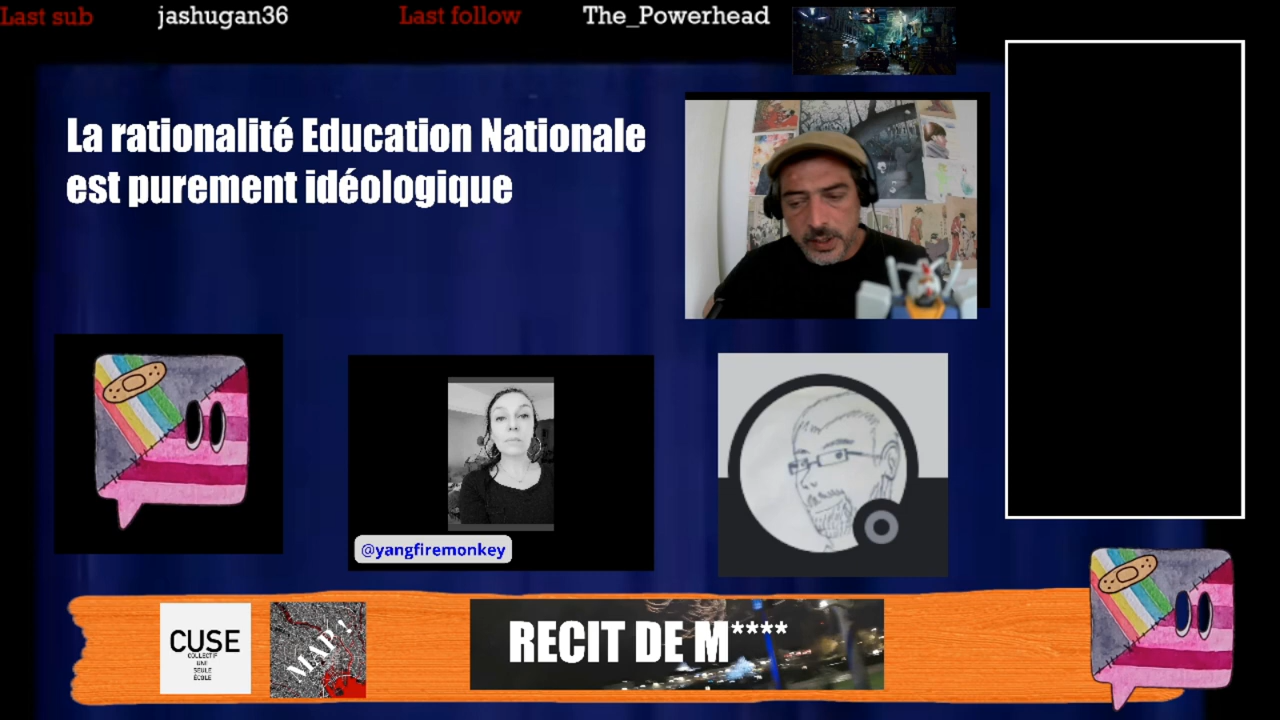 Last sub jashugan36 Last follow The_Powerhead
La rationalité Education Nationale
est purement idéologique
@yangfiremonkey
CUSE
COLLECTIF
UNE
SEULE
ÉCOLE
MAP !
RECIT DE M****